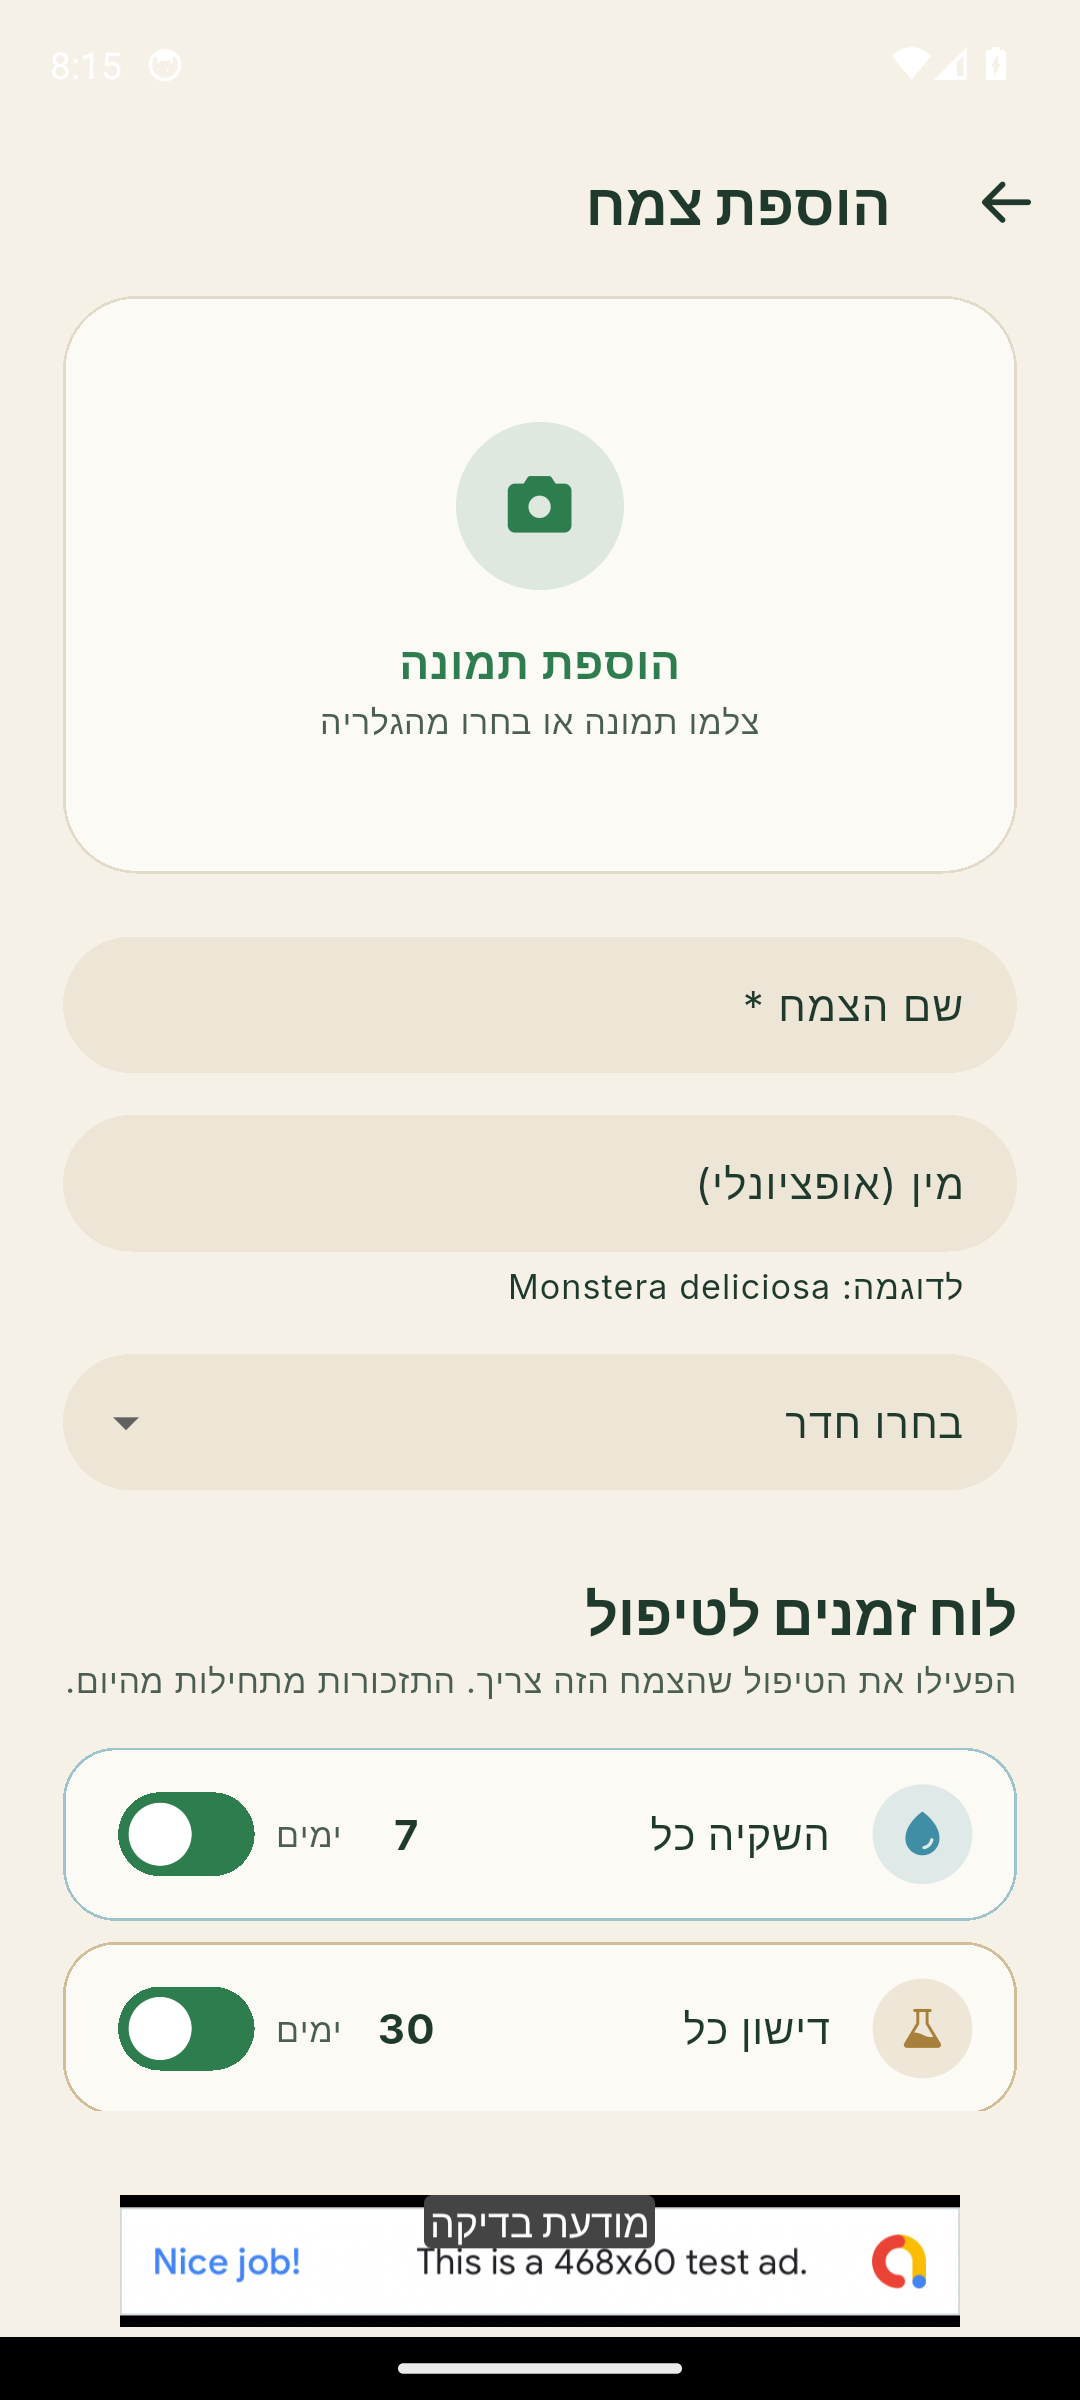 8:15
הוספת צמח
הוספת תמונה
צלמו תמונה או בחרו מהגלריה
שם הצמח *
מין (אופציונלי)
לדוגמה: Monstera deliciosa
בחרו חדר
לוח זמנים לטיפול
הפעילו את הטיפול שהצמח הזה צריך. התזכורות מתחילות מהיום.
השקיה כל 7 ימים
דישון כל 30 ימים
מודעת בדיקה
Nice job! This is a 468x60 test ad.